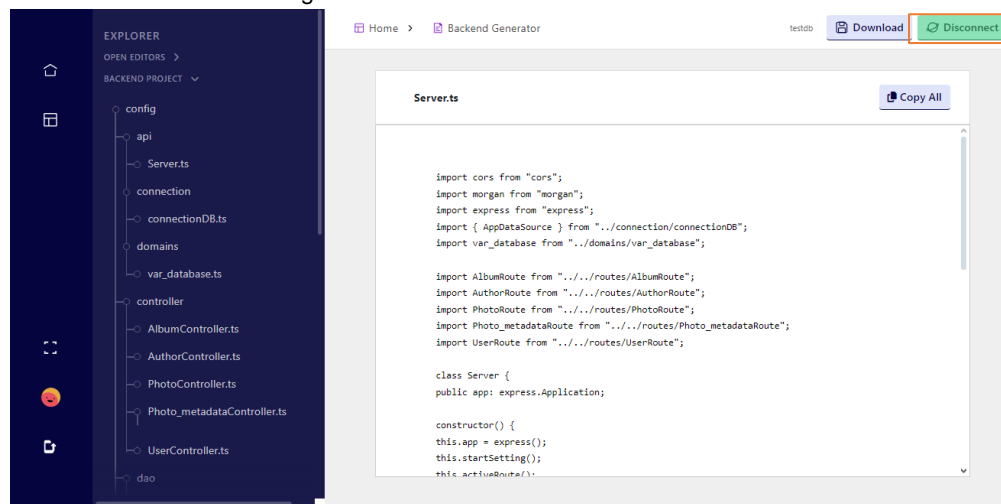 EXPLORER
OPEN EDITORS
BACKEND PROJECT
config
api
Server.ts
connection
connectionDB.ts
domains
var_database.ts
controller
AlbumController.ts
AuthorController.ts
PhotoController.ts
Photo_metadataController.ts
UserController.ts
dao
Home > Backend Generator
testdb Download Disconnect
Server.ts
Copy All
import cors from "cors";
import morgan from "morgan";
import express from "express";
import { AppDataSource } from "../connection/connectionDB";
import var_database from "../domains/var_database";
import AlbumRoute from "../../routes/AlbumRoute";
import AuthorRoute from "../../routes/AuthorRoute";
import PhotoRoute from "../../routes/PhotoRoute";
import Photo_metadataRoute from "../../routes/Photo_metadataRoute";
import UserRoute from "../../routes/UserRoute";
class Server {
public app: express.Application;
constructor() {
this.app = express();
this.startSetting();
this.activeRoute();